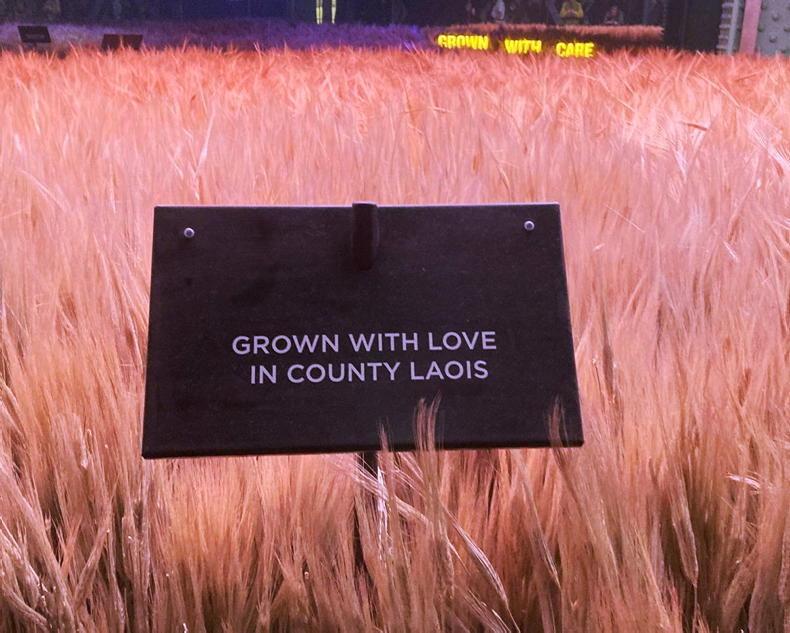 GROWN WITH CARE
GROWN WITH LOVE
IN COUNTY LAOIS